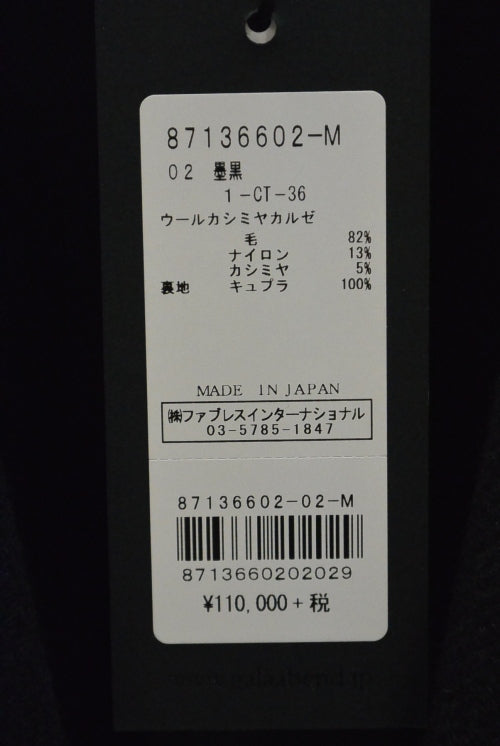 87136602-M
02 墨黒
1-CT-36
ウールカシミヤカルゼ
毛 82%
ナイロン 13%
カシミヤ 5%
裏地 キュプラ 100%
MADE IN JAPAN
㈱ファブレスインターナショナル
03-5785-1847
87136602-02-M
8713660202029
¥110,000+税
www.galaabend.jp